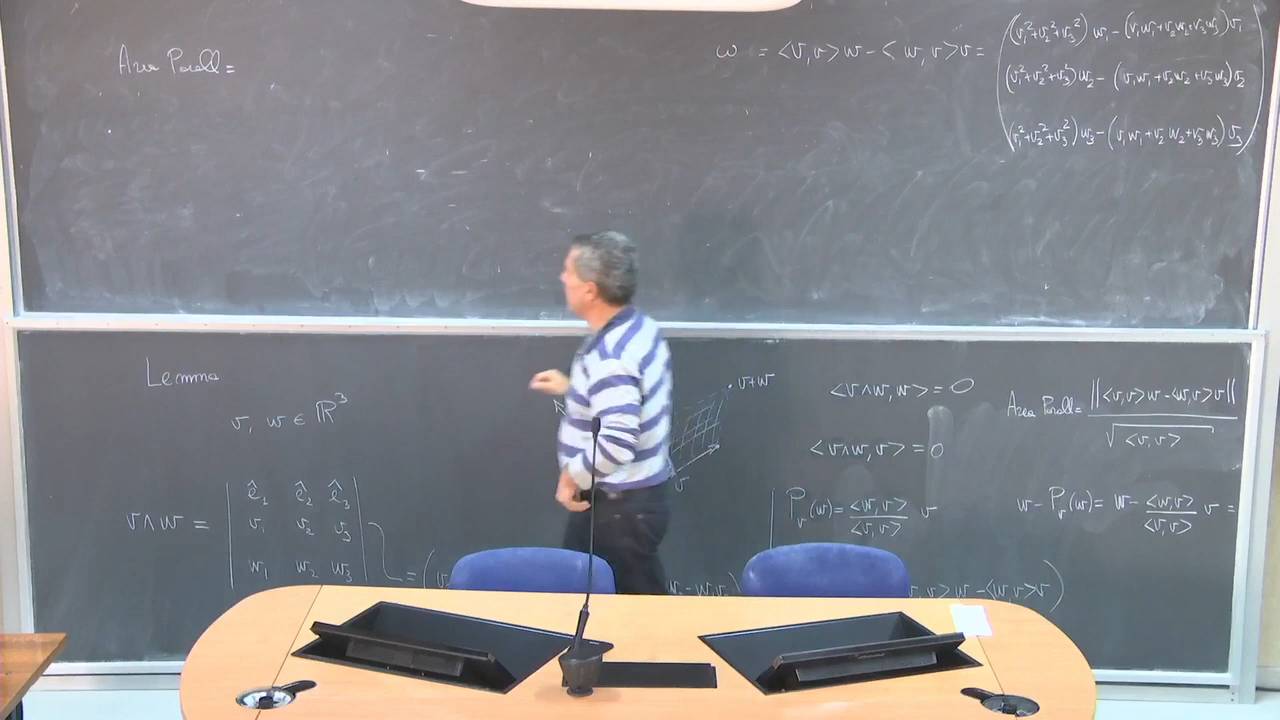 Area Parall=
ω = <v,v>w - <w,v>v = ( (v₁²+v₂²+v₃²) w₁ - (v₁w₁+v₂w₂+v₃w₃)v₁
(v₁²+v₂²+v₃²)w₂ - (v₁w₁+v₂w₂+v₃w₃)v₂
(v₁²+v₂²+v₃²)w₃ - (v₁w₁+v₂w₂+v₃w₃)v₃ )
Lemma
v, w ∈ ℝ³
v∧w = | ê₁ ê₂ ê₃
v₁ v₂ v₃
w₁ w₂ w₃ | = (
v+w
v
<v∧w,w> = 0
<v∧w,v> = 0
P_v(w) = <w,v>/<v,v> v
Area Parall= ||<v,v>w - <w,v>v|| / √<v,v>
w - P_v(w) = w - <w,v>/<v,v> v =
v,v>w - <w,v>v )